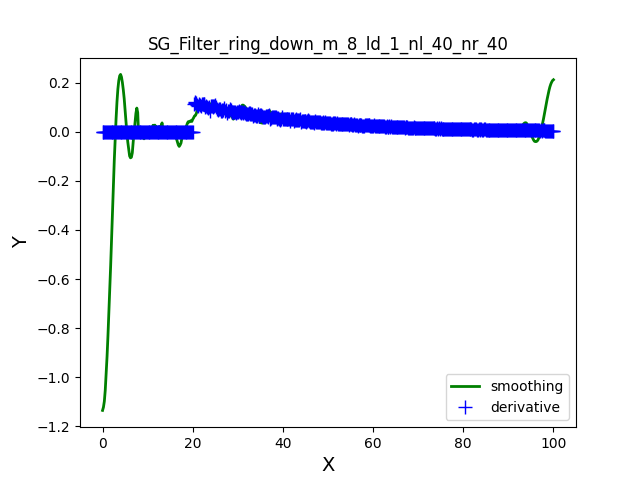 SG_Filter_ring_down_m_8_ld_1_nl_40_nr_40
0.2
0.0
−0.2
−0.4
−0.6
−0.8
−1.0
−1.2
Y
0 20 40 60 80 100
X
smoothing
derivative